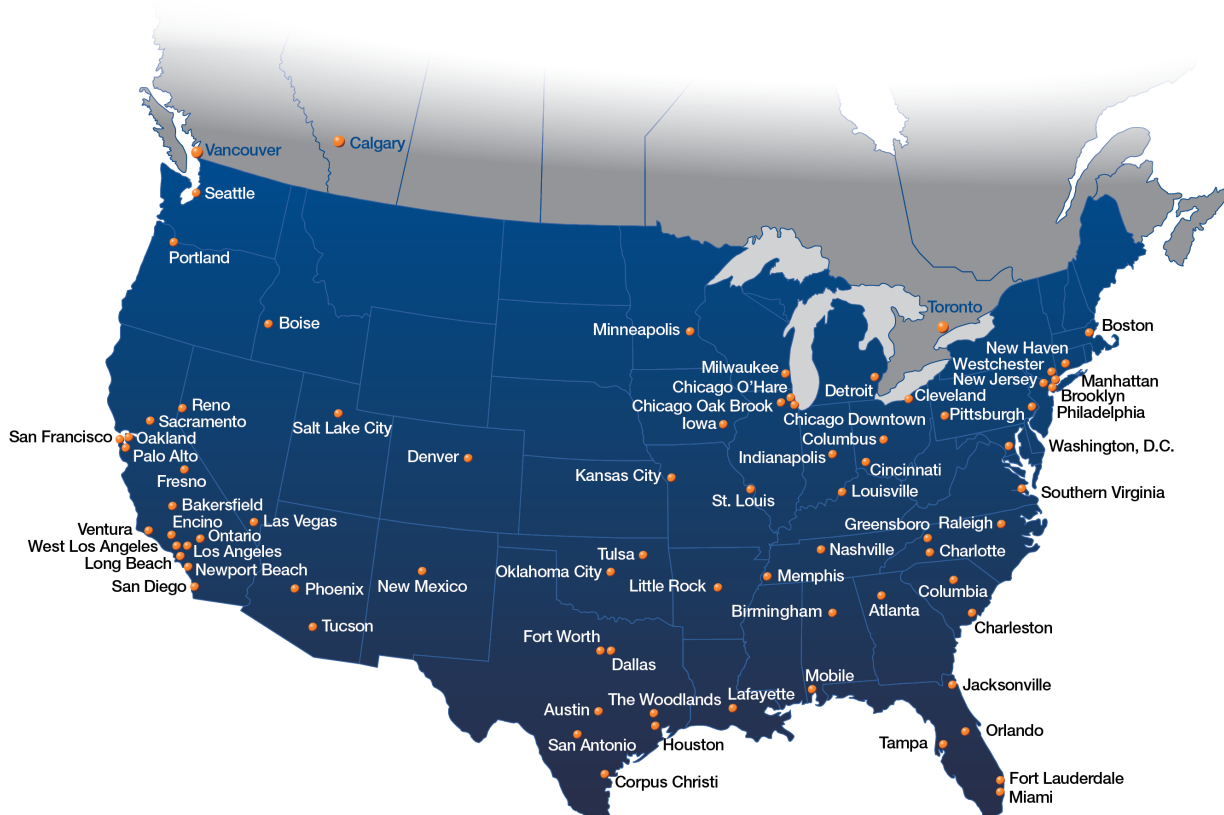 Calgary
Vancouver
Seattle
Portland
Toronto
Boise
Minneapolis
Boston
New Haven
Milwaukee
Westchester
New Jersey
Manhattan
Chicago O'Hare
Detroit
Cleveland
Brooklyn
Reno
Chicago Oak Brook
Pittsburgh
Philadelphia
Sacramento
Salt Lake City
Iowa
Chicago Downtown
San Francisco
Oakland
Columbus
Washington, D.C.
Palo Alto
Denver
Indianapolis
Cincinnati
Fresno
Kansas City
Louisville
Southern Virginia
St. Louis
Bakersfield
Encino
Las Vegas
Greensboro
Raleigh
Ventura
Ontario
West Los Angeles
Los Angeles
Tulsa
Nashville
Charlotte
Long Beach
Newport Beach
Oklahoma City
Memphis
San Diego
Phoenix
New Mexico
Little Rock
Columbia
Birmingham
Atlanta
Tucson
Charleston
Fort Worth
Dallas
Mobile
Jacksonville
Lafayette
The Woodlands
Austin
Orlando
San Antonio
Houston
Tampa
Corpus Christi
Fort Lauderdale
Miami